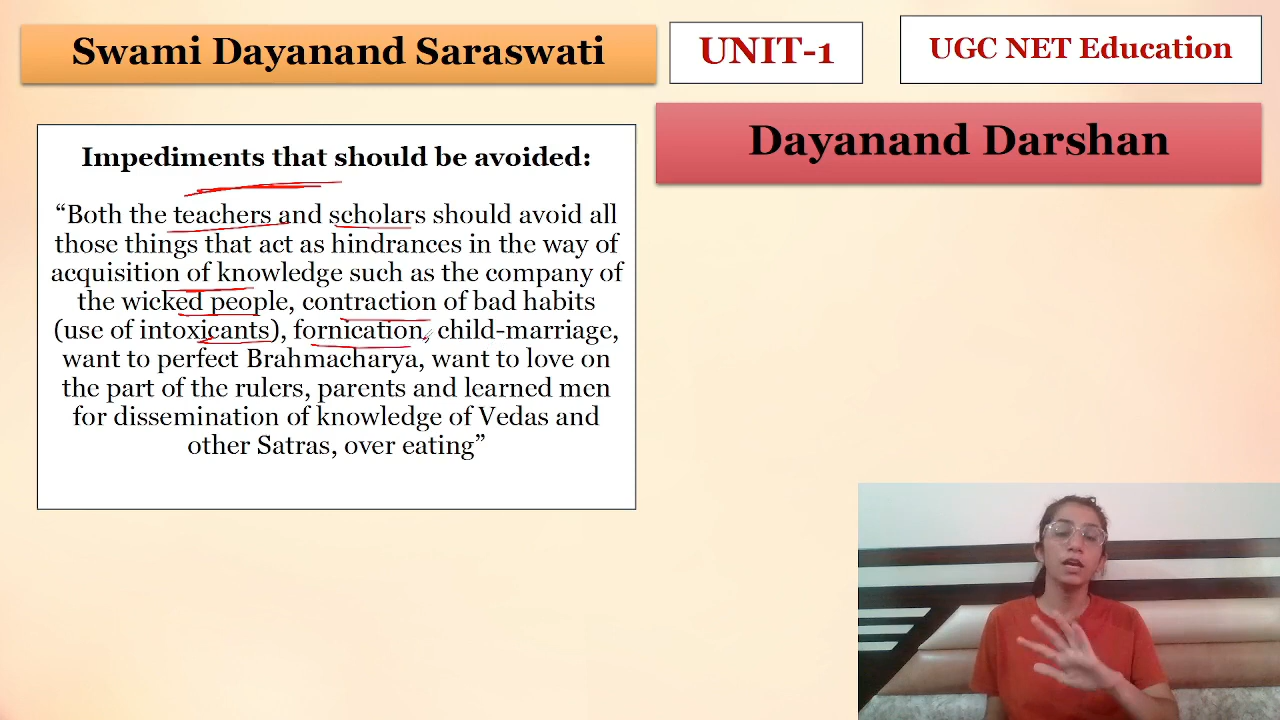 Swami Dayanand Saraswati
UNIT-1
UGC NET Education
Dayanand Darshan
Impediments that should be avoided:
“Both the teachers and scholars should avoid all
those things that act as hindrances in the way of
acquisition of knowledge such as the company of
the wicked people, contraction of bad habits
(use of intoxicants), fornication, child-marriage,
want to perfect Brahmacharya, want to love on
the part of the rulers, parents and learned men
for dissemination of knowledge of Vedas and
other Satras, over eating”